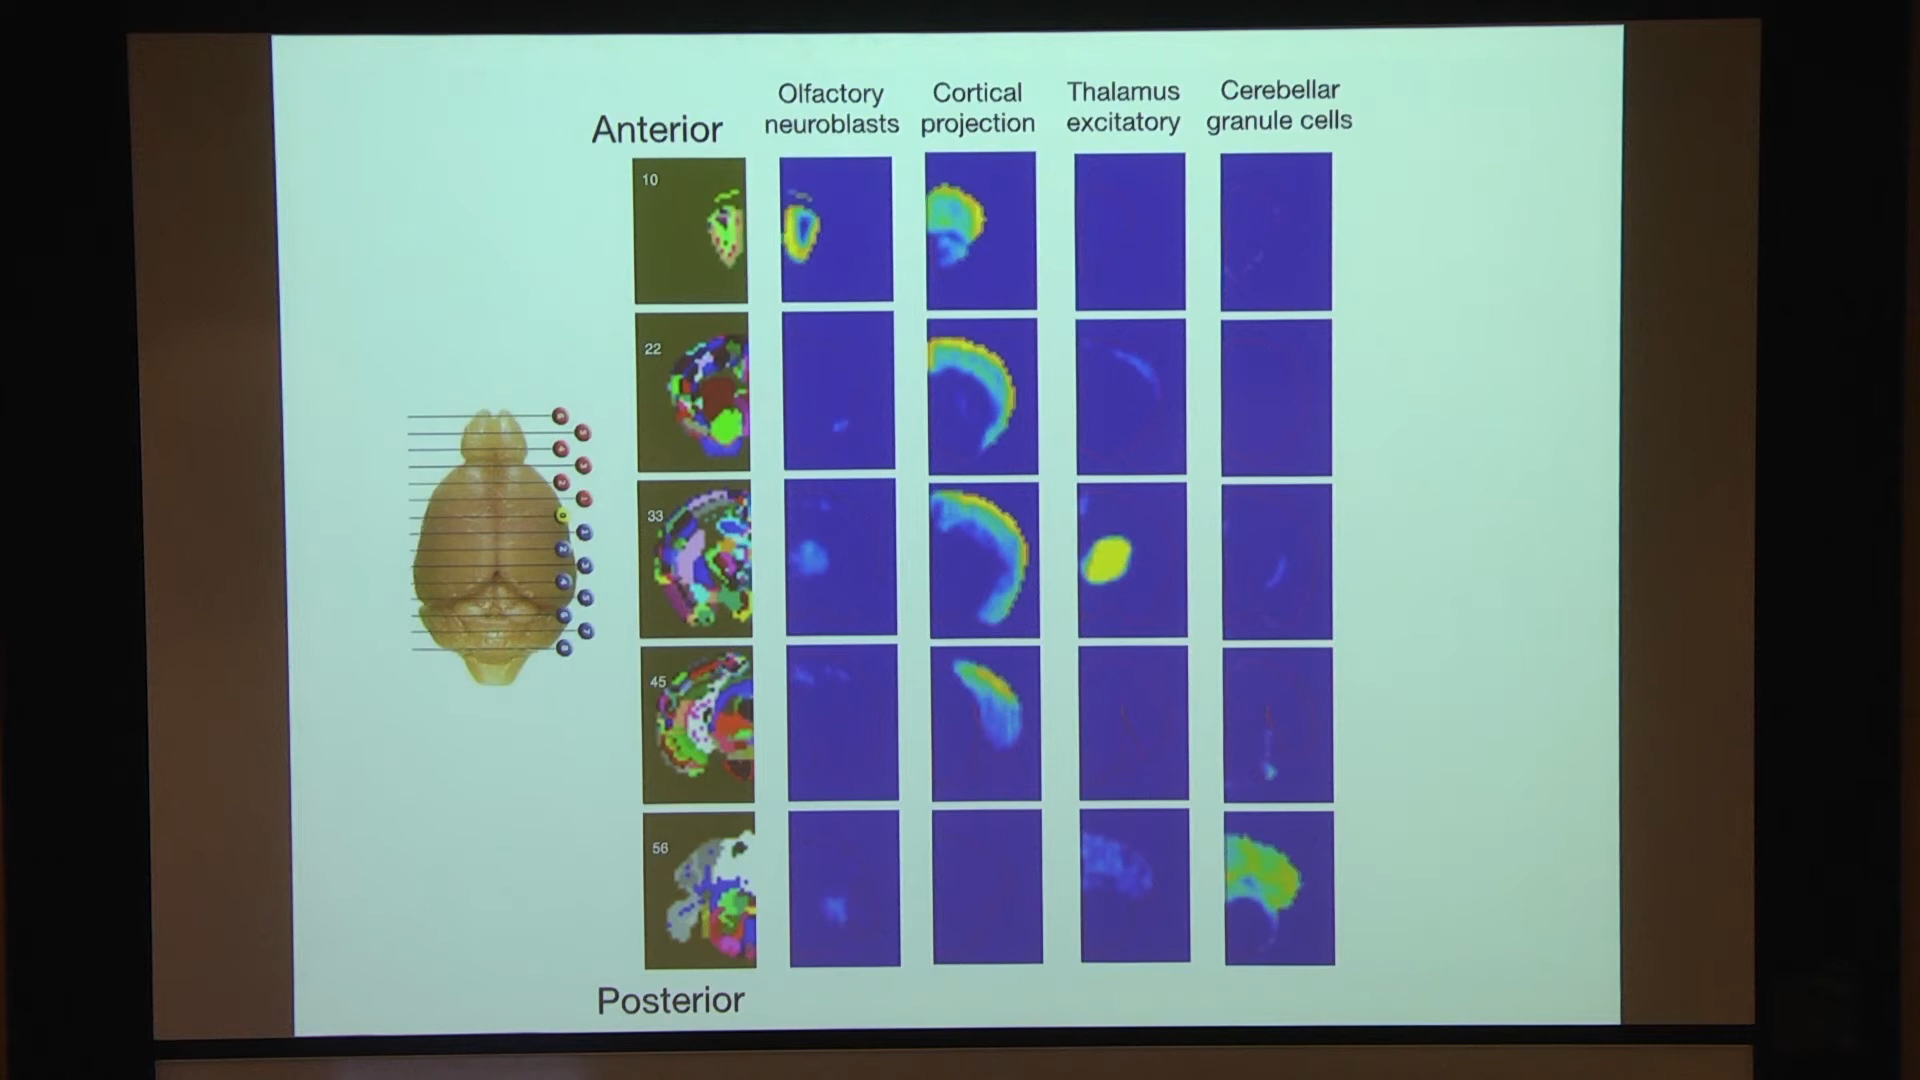 Anterior
Olfactory
neuroblasts
Cortical
projection
Thalamus
excitatory
Cerebellar
granule cells
10
22
33
45
56
Posterior